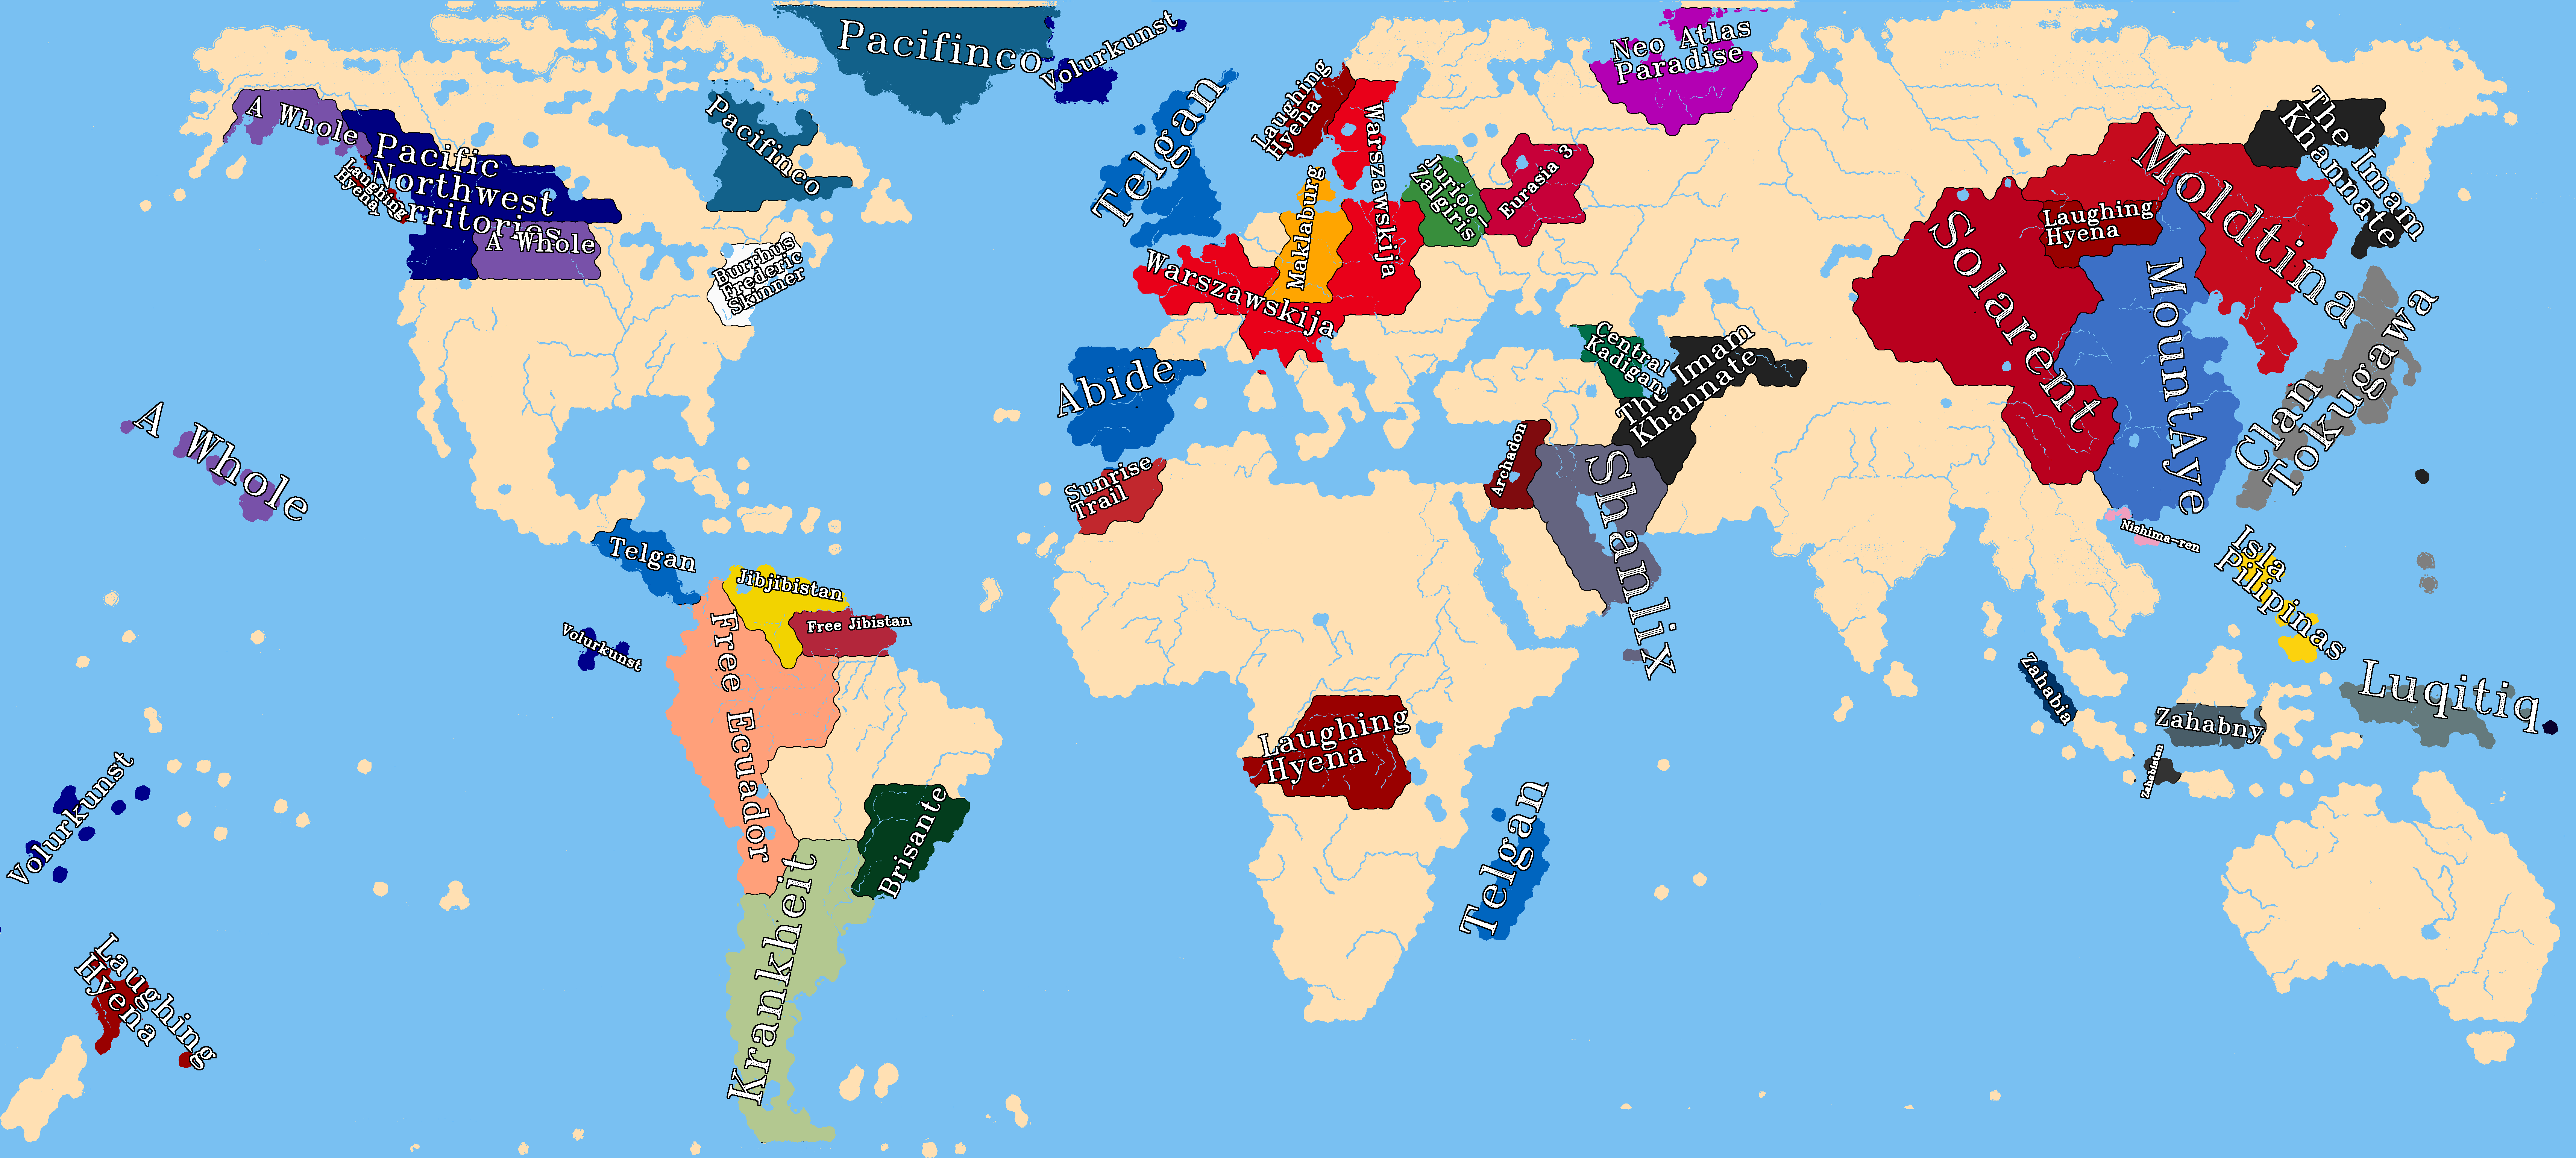 Pacifinco
Volurkunst
Neo Atlas
Paradise
A Whole
Pacific
Northwest
Territories
Laughing
Hyena
A Whole
Pacifinco
Burrhus
Frederic
Skinner
Telgan
Laughing
Hyena
Warszawskija
Maklaburg
Warszawskija
Juriool
Zalgiris
Eurasia 3
The Imam
Khannate
Moldtina
Solarent
Laughing
Hyena
MountAye
Clan
Tokugawa
Central
Kadigan
The Imam
Khannate
Abide
Sunrise
Trail
Archadon
Shamlix
A Whole
Telgan
Jibjibistan
Free Jibistan
Free Ecuador
Volurkunst
Nishima-ren
Isla
Pilipinas
Zahabia
Zahabny
Zahabistan
Luqitiq
Laughing
Hyena
Telgan
Brisante
Krankheit
Volurkunst
Laughing
Hyena